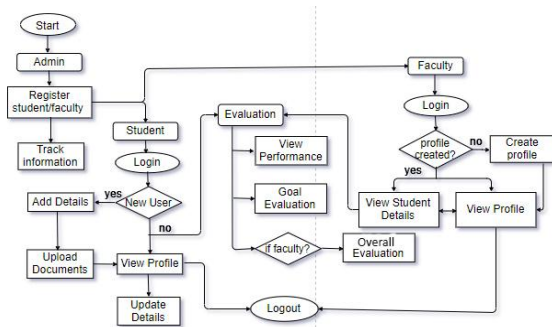 Start
Admin
Register
student/faculty
Track
information
Student
Login
New User
yes
no
Add Details
Upload
Documents
View Profile
Update
Details
Evaluation
View
Performance
Goal
Evaluation
if faculty?
Overall
Evaluation
Logout
Faculty
Login
profile
created?
no
Create
profile
yes
View Student
Details
View Profile